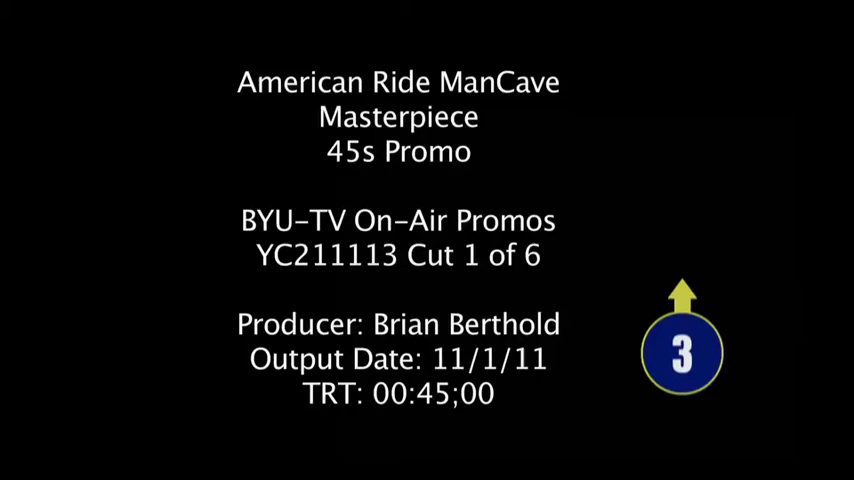 American Ride ManCave
Masterpiece
45s Promo
BYU-TV On-Air Promos
YC211113 Cut 1 of 6
Producer: Brian Berthold
Output Date: 11/1/11
TRT: 00:45;00
3